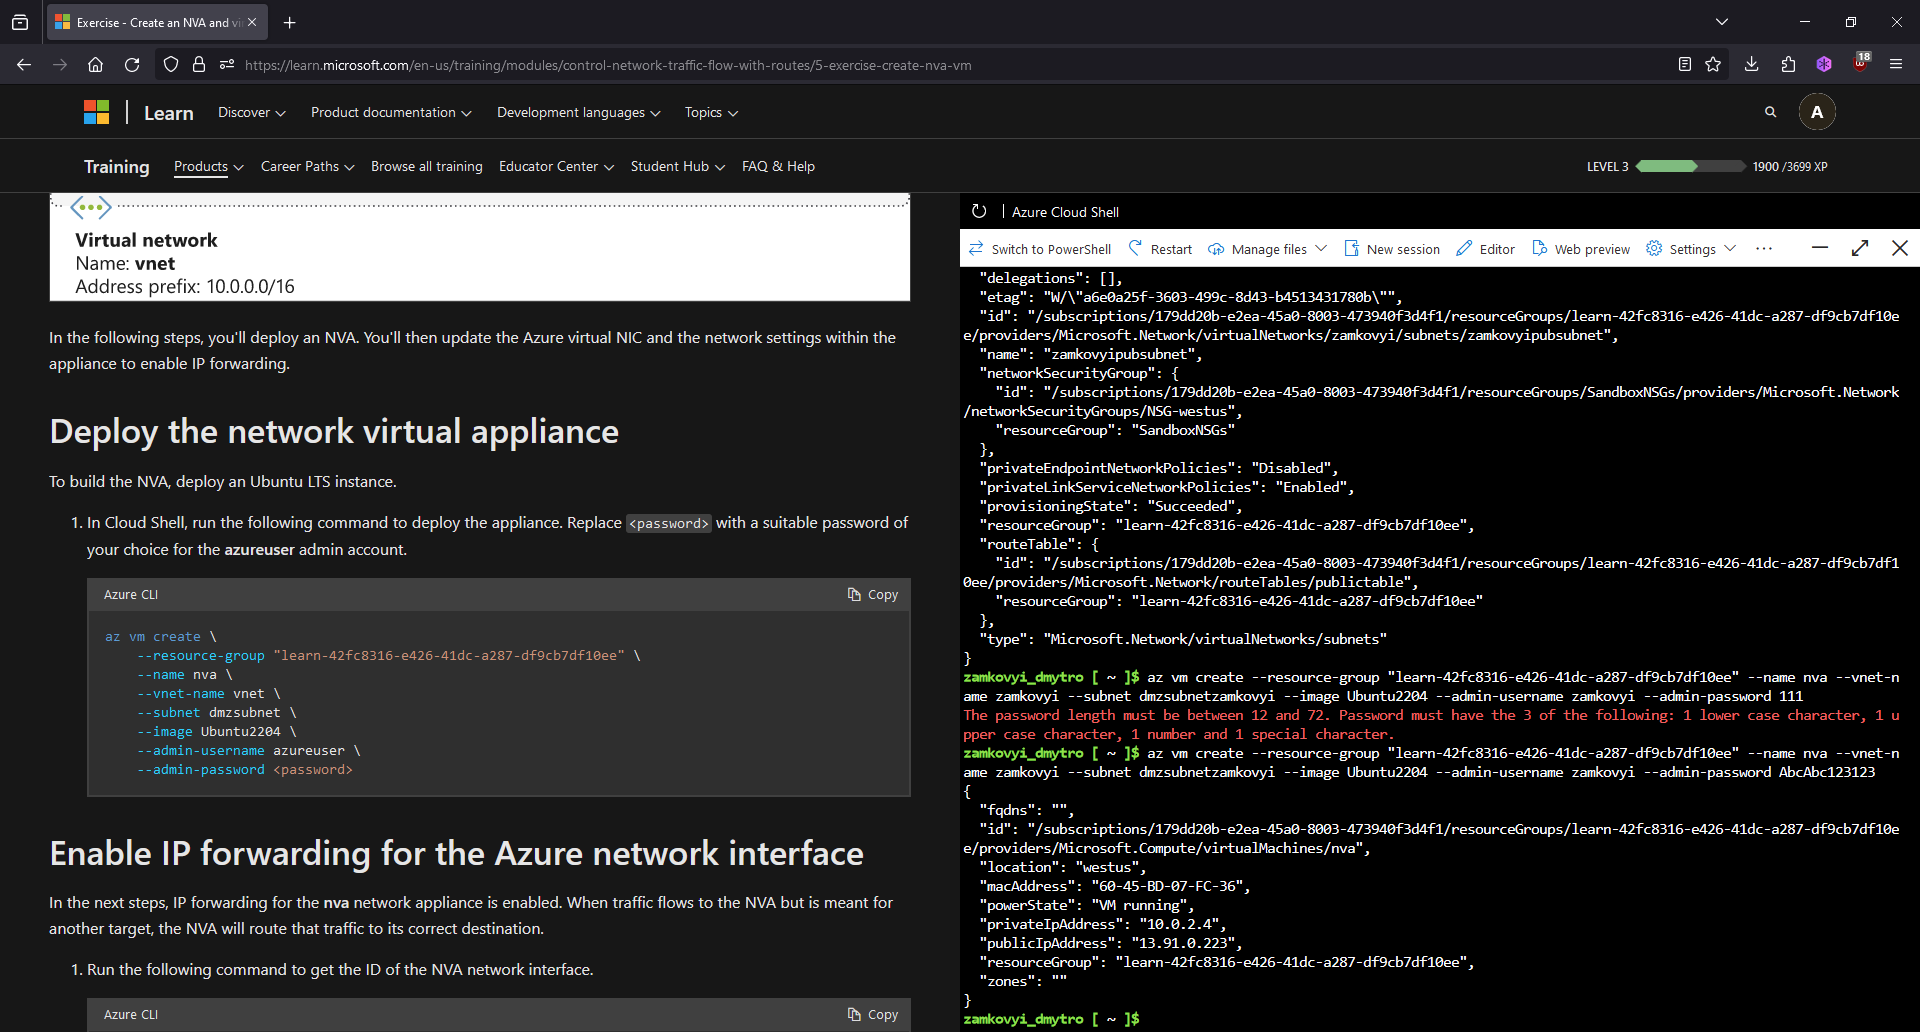 Exercise - Create an NVA and vi
https://learn.microsoft.com/en-us/training/modules/control-network-traffic-flow-with-routes/5-exercise-create-nva-vm
18
Learn
Discover
Product documentation
Development languages
Topics
A
Training
Products
Career Paths
Browse all training
Educator Center
Student Hub
FAQ & Help
LEVEL 3
1900 /3699 XP
Virtual network
Name: vnet
Address prefix: 10.0.0.0/16
In the following steps, you'll deploy an NVA. You'll then update the Azure virtual NIC and the network settings within the
appliance to enable IP forwarding.
Deploy the network virtual appliance
To build the NVA, deploy an Ubuntu LTS instance.
1. In Cloud Shell, run the following command to deploy the appliance. Replace <password> with a suitable password of
your choice for the azureuser admin account.
Azure CLI
Copy
az vm create \
--resource-group "learn-42fc8316-e426-41dc-a287-df9cb7df10ee" \
--name nva \
--vnet-name vnet \
--subnet dmzsubnet \
--image Ubuntu2204 \
--admin-username azureuser \
--admin-password <password>
Enable IP forwarding for the Azure network interface
In the next steps, IP forwarding for the nva network appliance is enabled. When traffic flows to the NVA but is meant for
another target, the NVA will route that traffic to its correct destination.
1. Run the following command to get the ID of the NVA network interface.
Azure CLI
Copy
Azure Cloud Shell
Switch to PowerShell
Restart
Manage files
New session
Editor
Web preview
Settings
"delegations": [],
"etag": "W/\"a6e0a25f-3603-499c-8d43-b4513431780b\"",
"id": "/subscriptions/179dd20b-e2ea-45a0-8003-473940f3d4f1/resourceGroups/learn-42fc8316-e426-41dc-a287-df9cb7df10e
e/providers/Microsoft.Network/virtualNetworks/zamkovyi/subnets/zamkovyipubsubnet",
"name": "zamkovyipubsubnet",
"networkSecurityGroup": {
"id": "/subscriptions/179dd20b-e2ea-45a0-8003-473940f3d4f1/resourceGroups/SandboxNSGs/providers/Microsoft.Network
/networkSecurityGroups/NSG-westus",
"resourceGroup": "SandboxNSGs"
},
"privateEndpointNetworkPolicies": "Disabled",
"privateLinkServiceNetworkPolicies": "Enabled",
"provisioningState": "Succeeded",
"resourceGroup": "learn-42fc8316-e426-41dc-a287-df9cb7df10ee",
"routeTable": {
"id": "/subscriptions/179dd20b-e2ea-45a0-8003-473940f3d4f1/resourceGroups/learn-42fc8316-e426-41dc-a287-df9cb7df1
0ee/providers/Microsoft.Network/routeTables/publictable",
"resourceGroup": "learn-42fc8316-e426-41dc-a287-df9cb7df10ee"
},
"type": "Microsoft.Network/virtualNetworks/subnets"
}
zamkovyi_dmytro [ ~ ]$ az vm create --resource-group "learn-42fc8316-e426-41dc-a287-df9cb7df10ee" --name nva --vnet-n
ame zamkovyi --subnet dmzsubnetzamkovyi --image Ubuntu2204 --admin-username zamkovyi --admin-password 111
The password length must be between 12 and 72. Password must have the 3 of the following: 1 lower case character, 1 u
pper case character, 1 number and 1 special character.
zamkovyi_dmytro [ ~ ]$ az vm create --resource-group "learn-42fc8316-e426-41dc-a287-df9cb7df10ee" --name nva --vnet-n
ame zamkovyi --subnet dmzsubnetzamkovyi --image Ubuntu2204 --admin-username zamkovyi --admin-password AbcAbc123123
{
"fqdns": "",
"id": "/subscriptions/179dd20b-e2ea-45a0-8003-473940f3d4f1/resourceGroups/learn-42fc8316-e426-41dc-a287-df9cb7df10e
e/providers/Microsoft.Compute/virtualMachines/nva",
"location": "westus",
"macAddress": "60-45-BD-07-FC-36",
"powerState": "VM running",
"privateIpAddress": "10.0.2.4",
"publicIpAddress": "13.91.0.223",
"resourceGroup": "learn-42fc8316-e426-41dc-a287-df9cb7df10ee",
"zones": ""
}
zamkovyi_dmytro [ ~ ]$